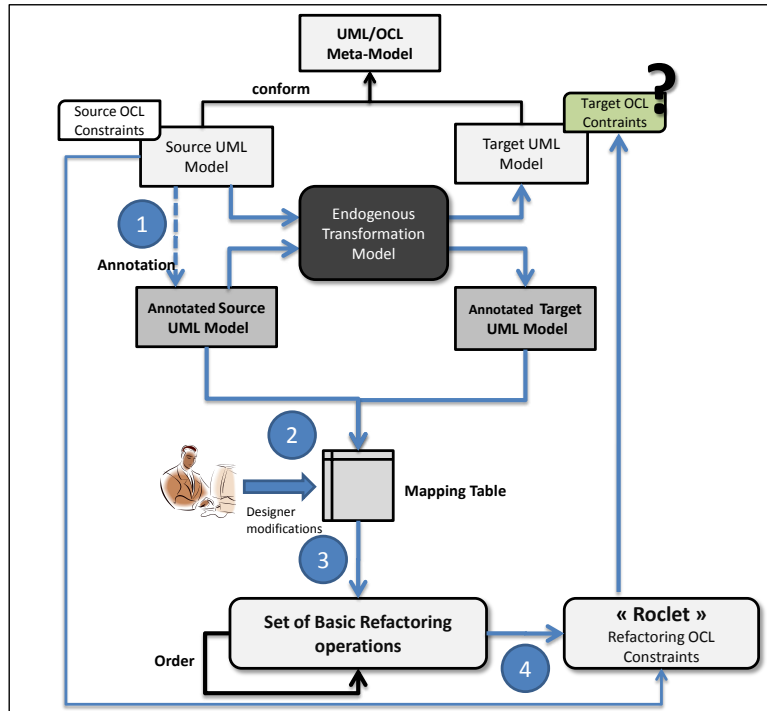 UML/OCL
Meta-Model
conform
Source OCL
Constraints
Target OCL
Contraints
?
Source UML
Model
Target UML
Model
Endogenous
Transformation
Model
1
Annotation
Annotated Source
UML Model
Annotated Target
UML Model
2
Designer
modifications
Mapping Table
3
Set of Basic Refactoring
operations
Order
4
« Roclet »
Refactoring OCL
Constraints